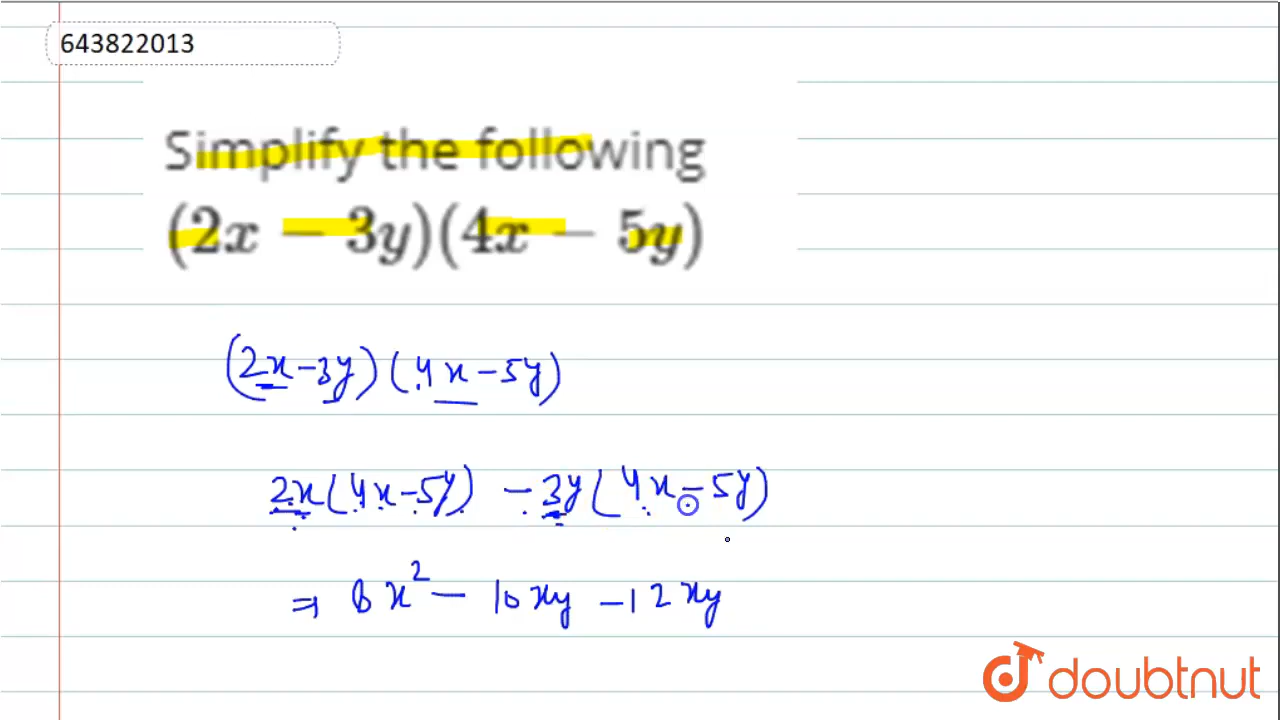 643822013
Simplify the following
(2x − 3y)(4x − 5y)
(2x-3y)(4x-5y)
2x(4x-5y) -3y(4x-5y)
⇒ 8x² - 10xy -12xy
doubtnut